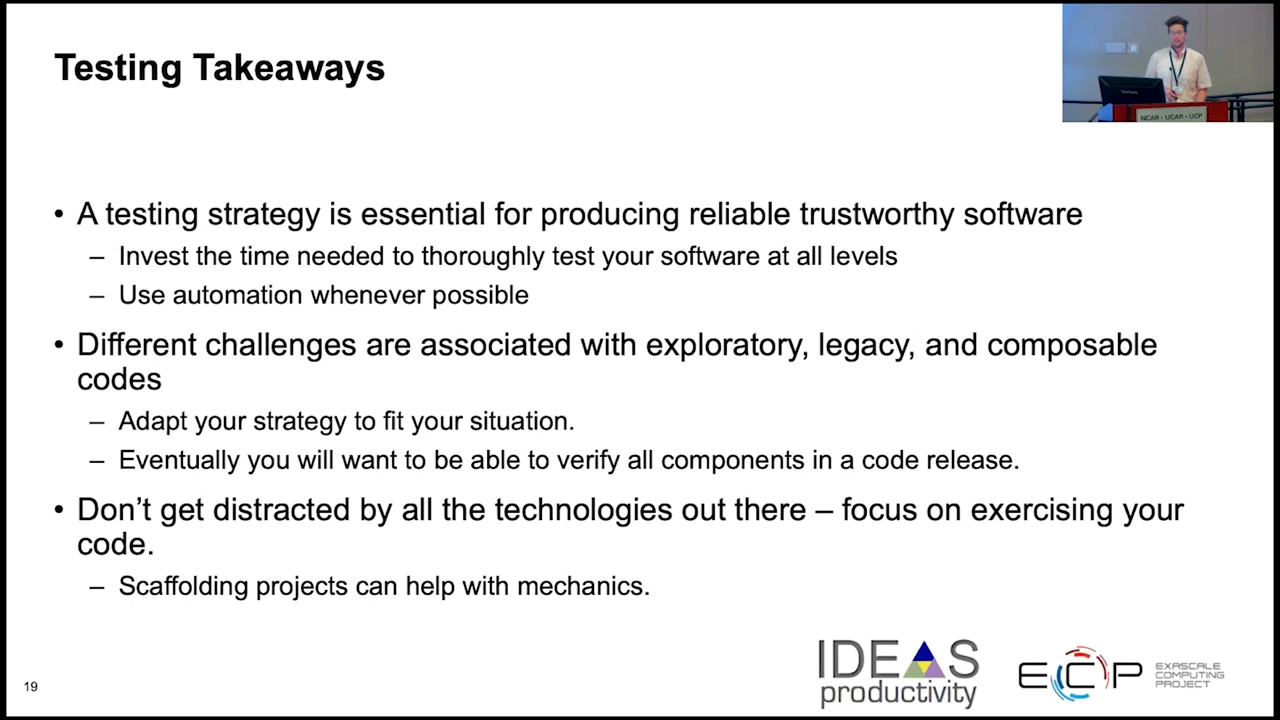 Testing Takeaways
NCAR • UCAR • UCP
• A testing strategy is essential for producing reliable trustworthy software
– Invest the time needed to thoroughly test your software at all levels
– Use automation whenever possible
• Different challenges are associated with exploratory, legacy, and composable
codes
– Adapt your strategy to fit your situation.
– Eventually you will want to be able to verify all components in a code release.
• Don’t get distracted by all the technologies out there – focus on exercising your
code.
– Scaffolding projects can help with mechanics.
IDEAS
productivity
ECP
EXASCALE
COMPUTING
PROJECT
19